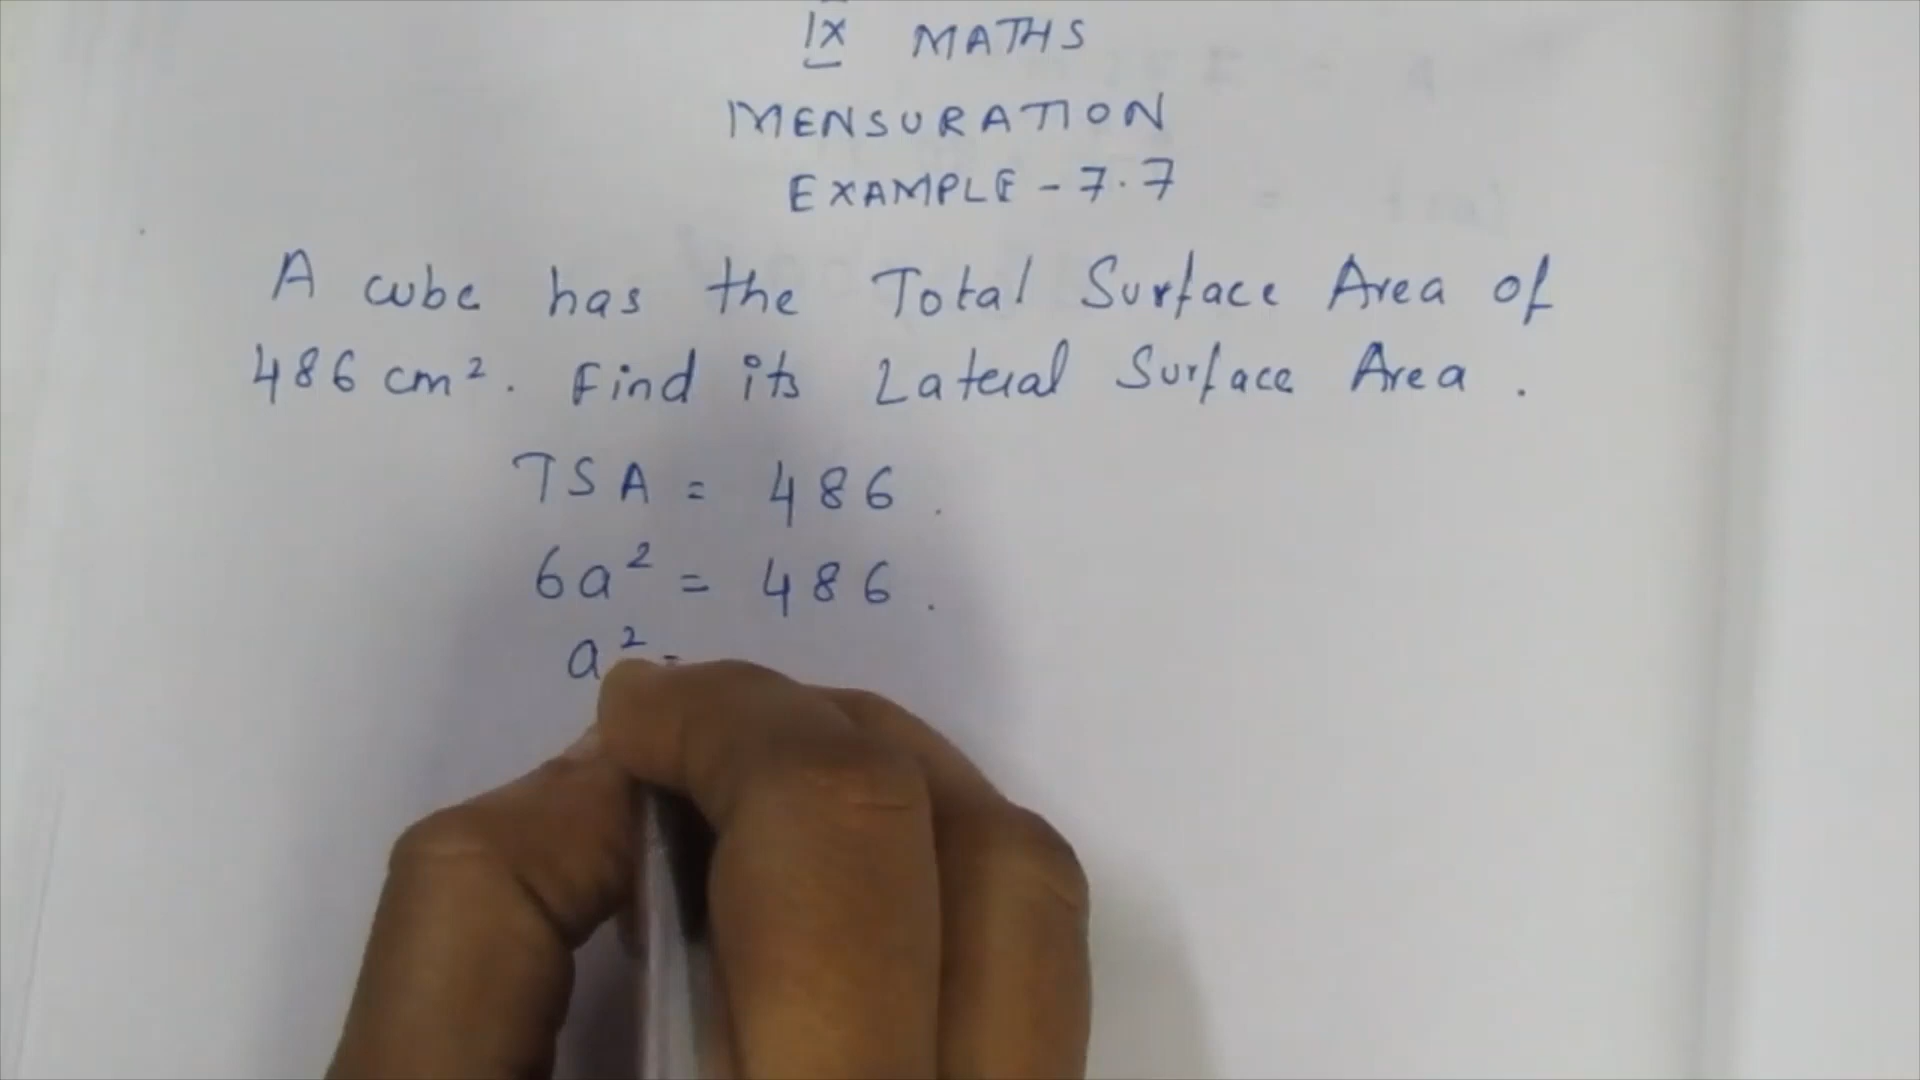 IX MATHS
MENSURATION
EXAMPLE - 7.7
A cube has the Total Surface Area of
486 cm². Find its Lateral Surface Area.
TSA = 486.
6a² = 486.
a² =